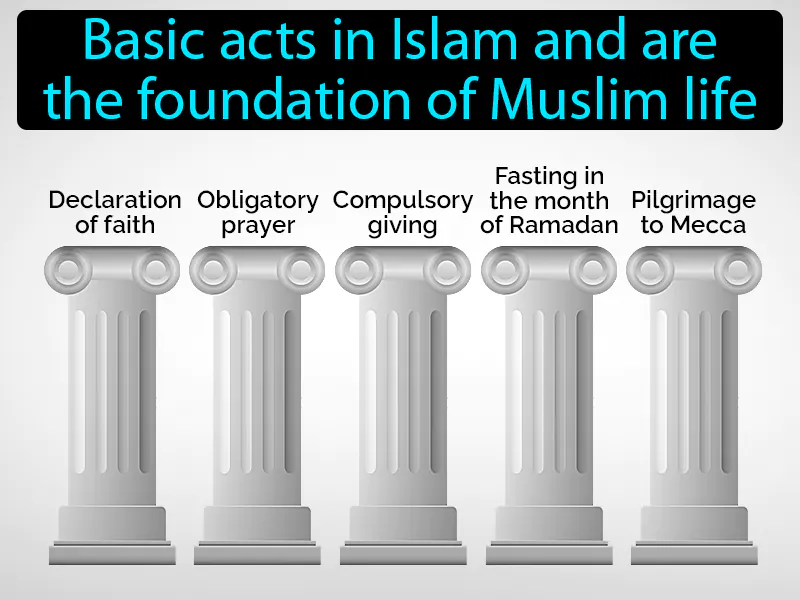 Basic acts in Islam and are
the foundation of Muslim life
Declaration
of faith
Obligatory
prayer
Compulsory
giving
Fasting in
the month
of Ramadan
Pilgrimage
to Mecca